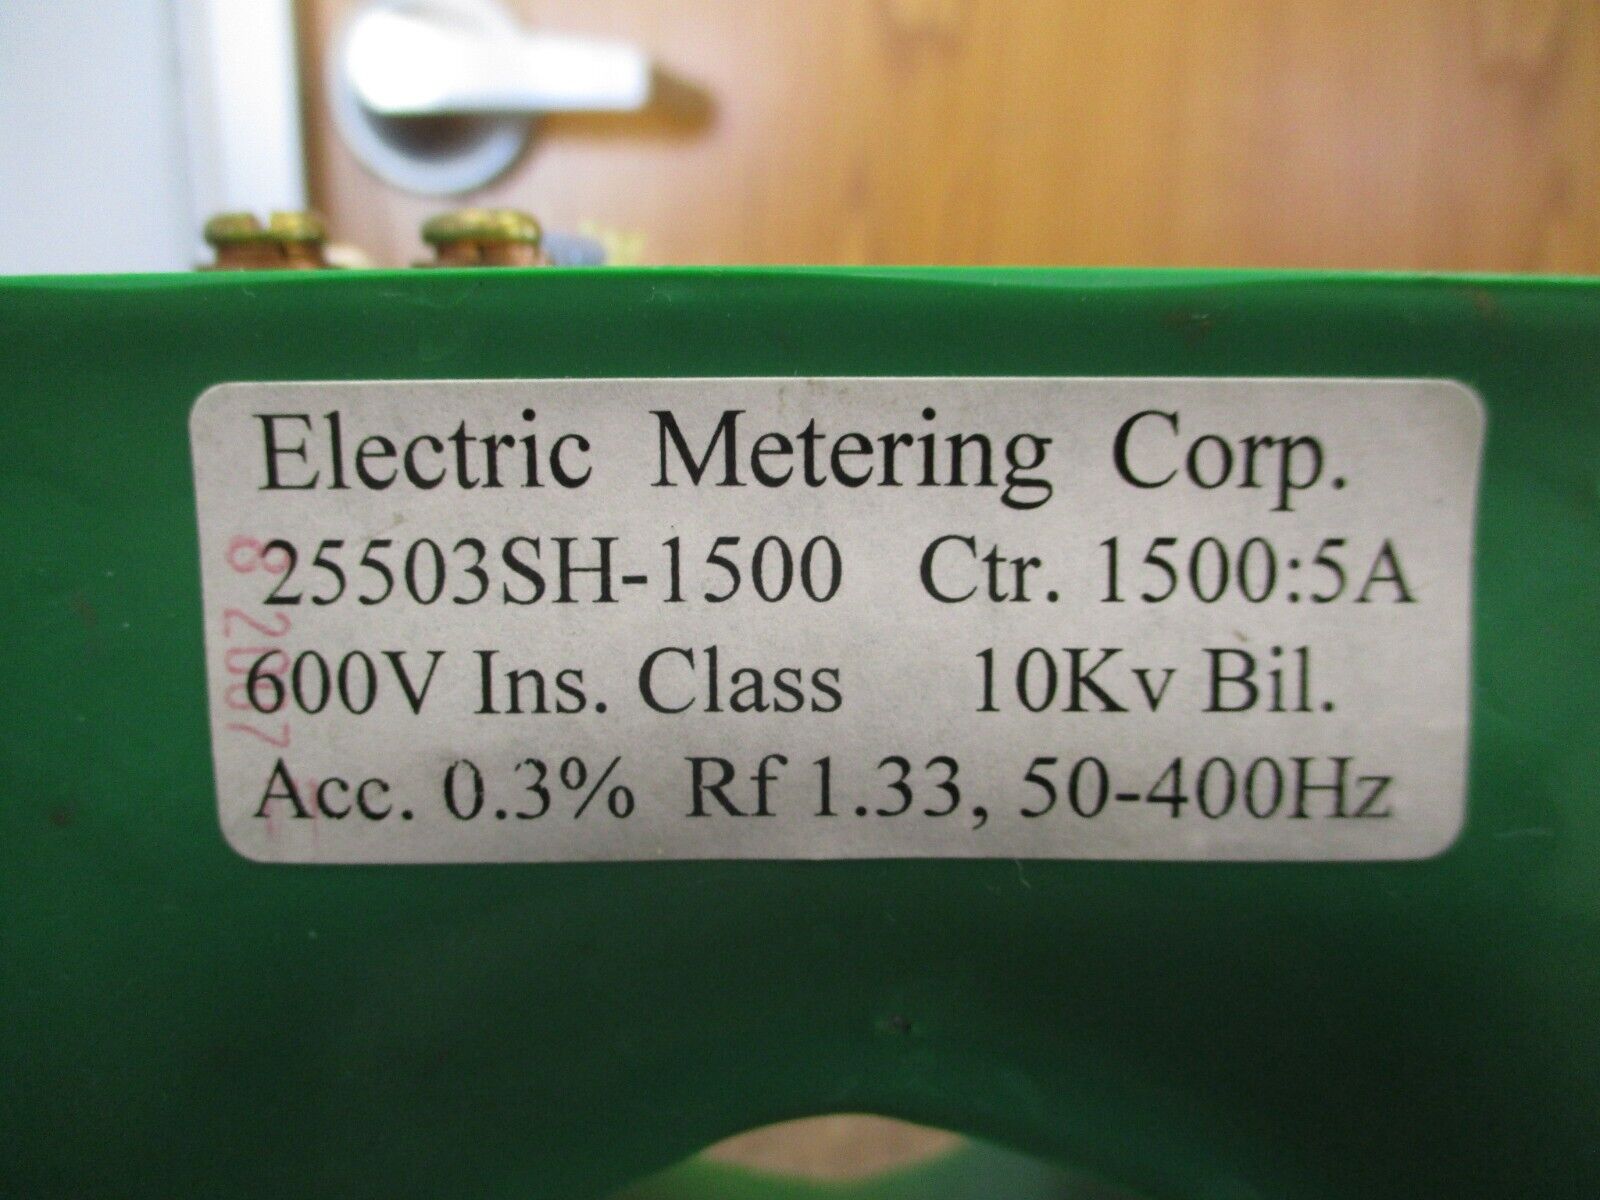 Electric Metering Corp.
25503SH-1500 Ctr. 1500:5A
600V Ins. Class 10Kv Bil.
Acc. 0.3% Rf 1.33, 50-400Hz
8 2007